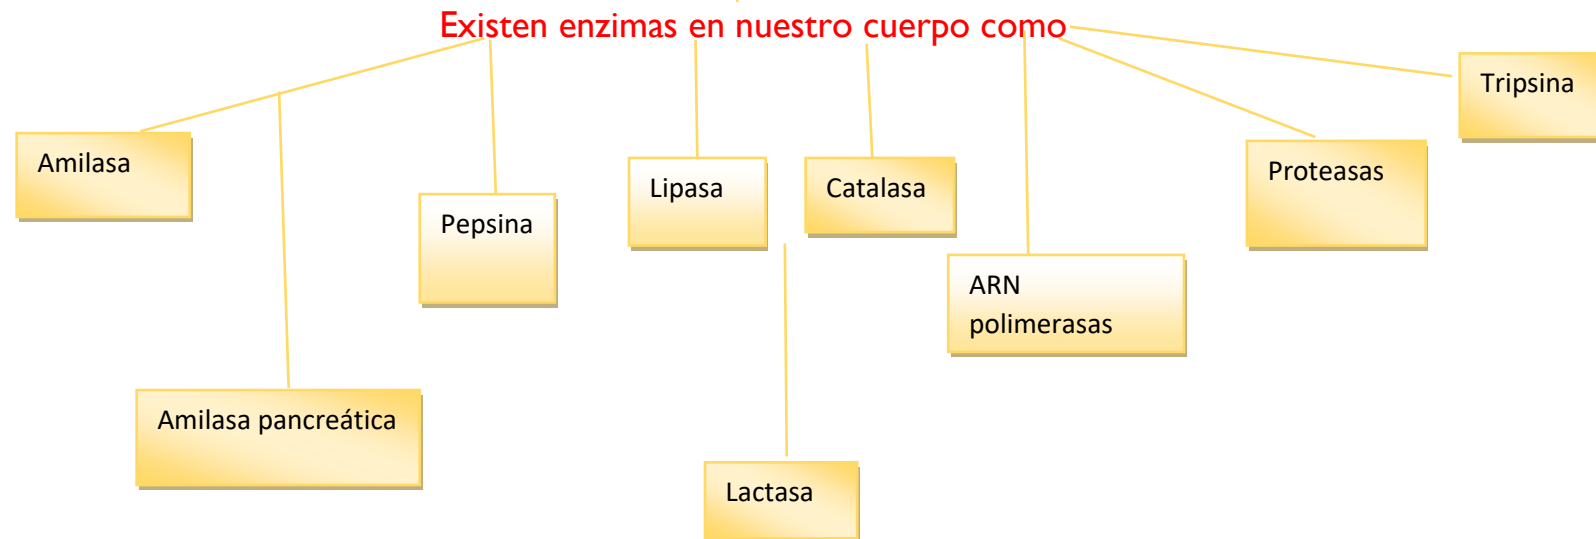 Existen enzimas en nuestro cuerpo como
Tripsina
Amilasa
Lipasa
Catalasa
Proteasas
Pepsina
ARN
polimerasas
Amilasa pancreática
Lactasa